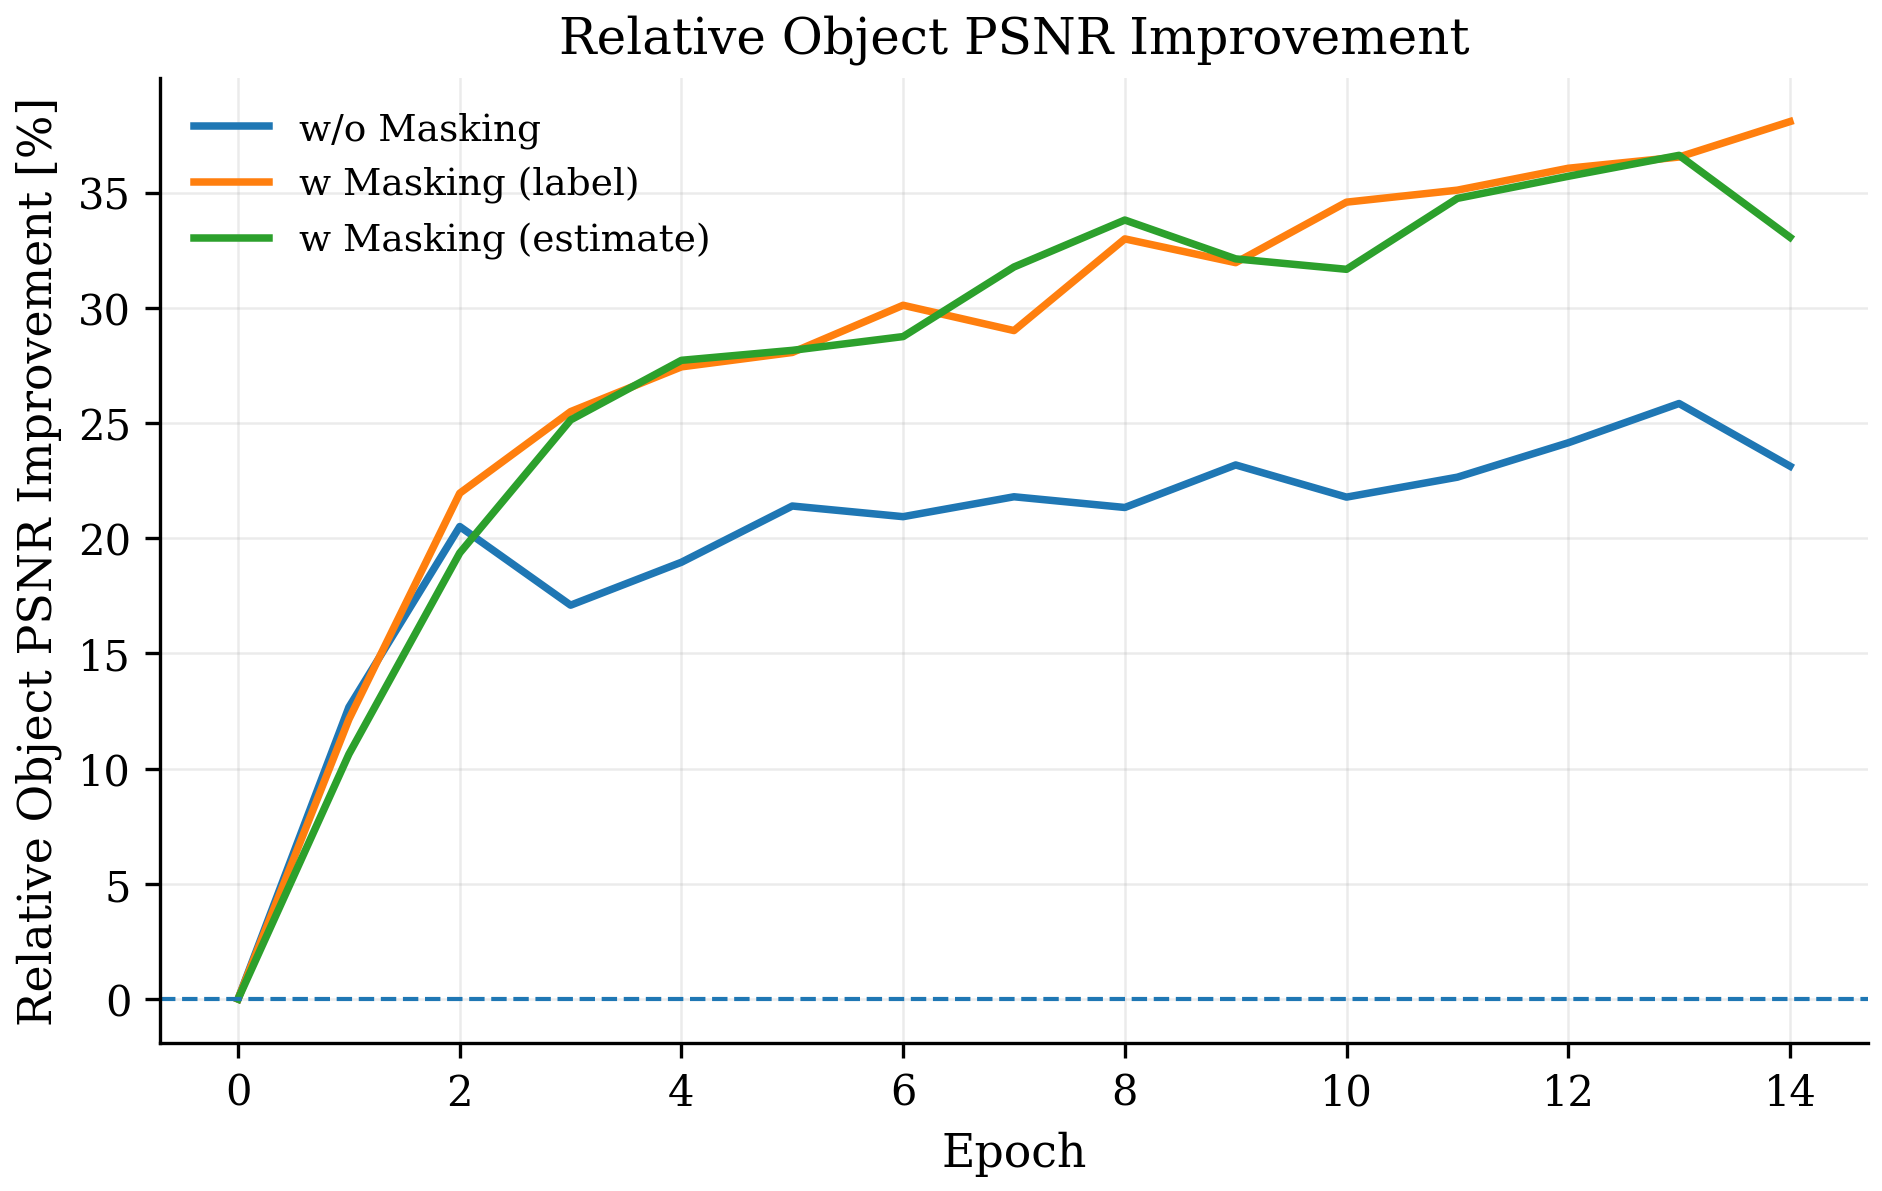 Relative Object PSNR Improvement
Relative Object PSNR Improvement [%]
w/o Masking
w Masking (label)
w Masking (estimate)
35
30
25
20
15
10
5
0
0 2 4 6 8 10 12 14
Epoch